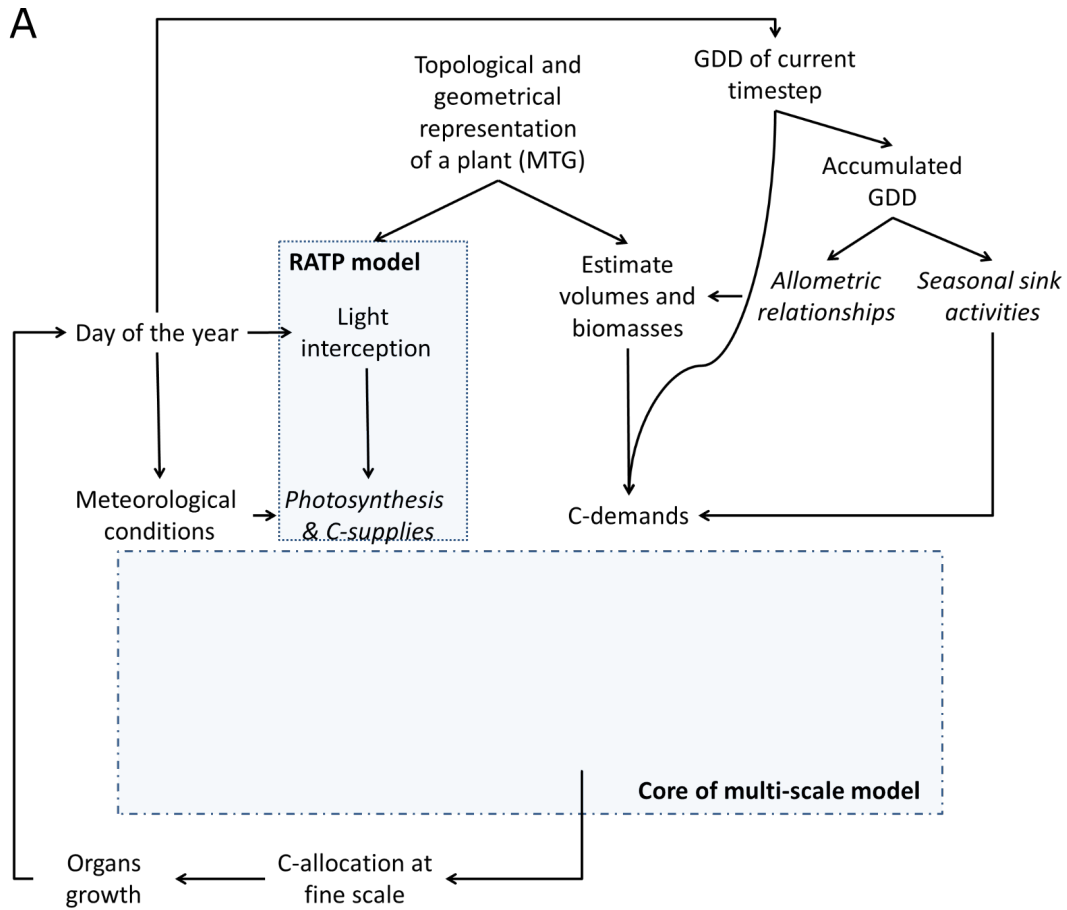 A
GDD of current
timestep
Topological and
geometrical
representation
of a plant (MTG)
Accumulated
GDD
RATP model
Estimate
volumes and
biomasses
Allometric
relationships
Seasonal sink
activities
Day of the year
Light
interception
Meteorological
conditions
Photosynthesis
& C-supplies
C-demands
Core of multi-scale model
Organs
growth
C-allocation at
fine scale